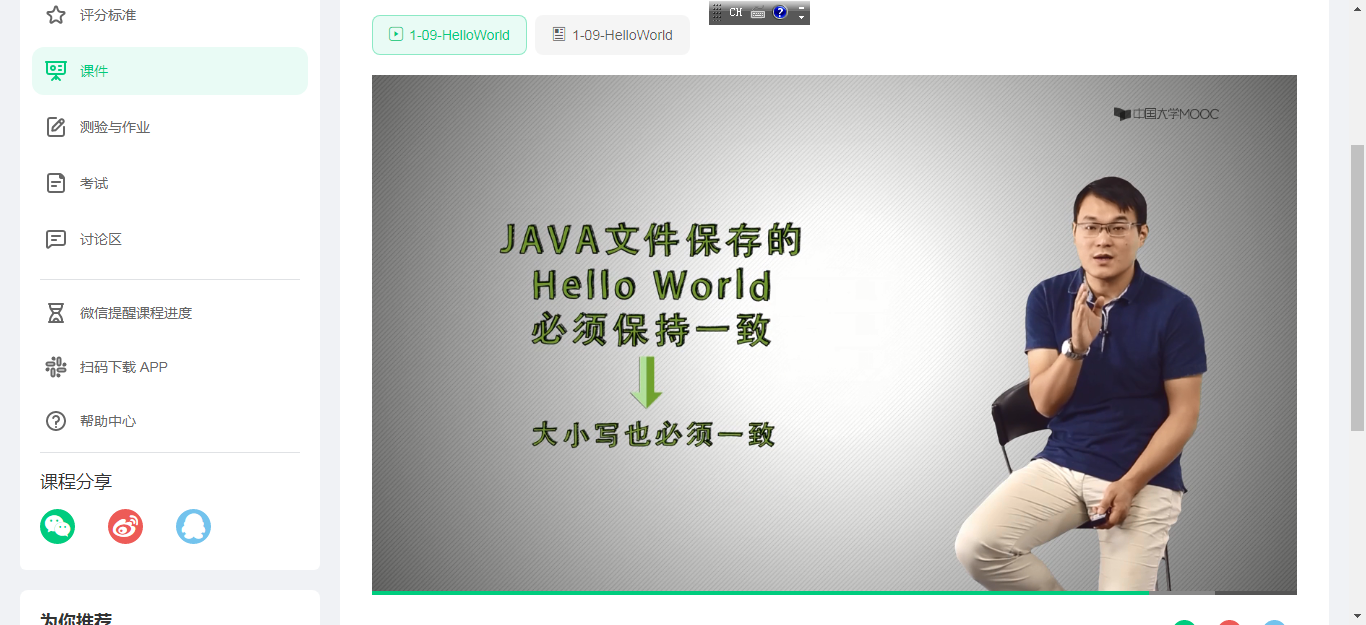 评分标准
课件
测验与作业
考试
讨论区
微信提醒课程进度
扫码下载 APP
帮助中心
课程分享
为你推荐
1-09-HelloWorld
1-09-HelloWorld
CH
中国大学MOOC
JAVA文件保存的
Hello World
必须保持一致
大小写也必须一致